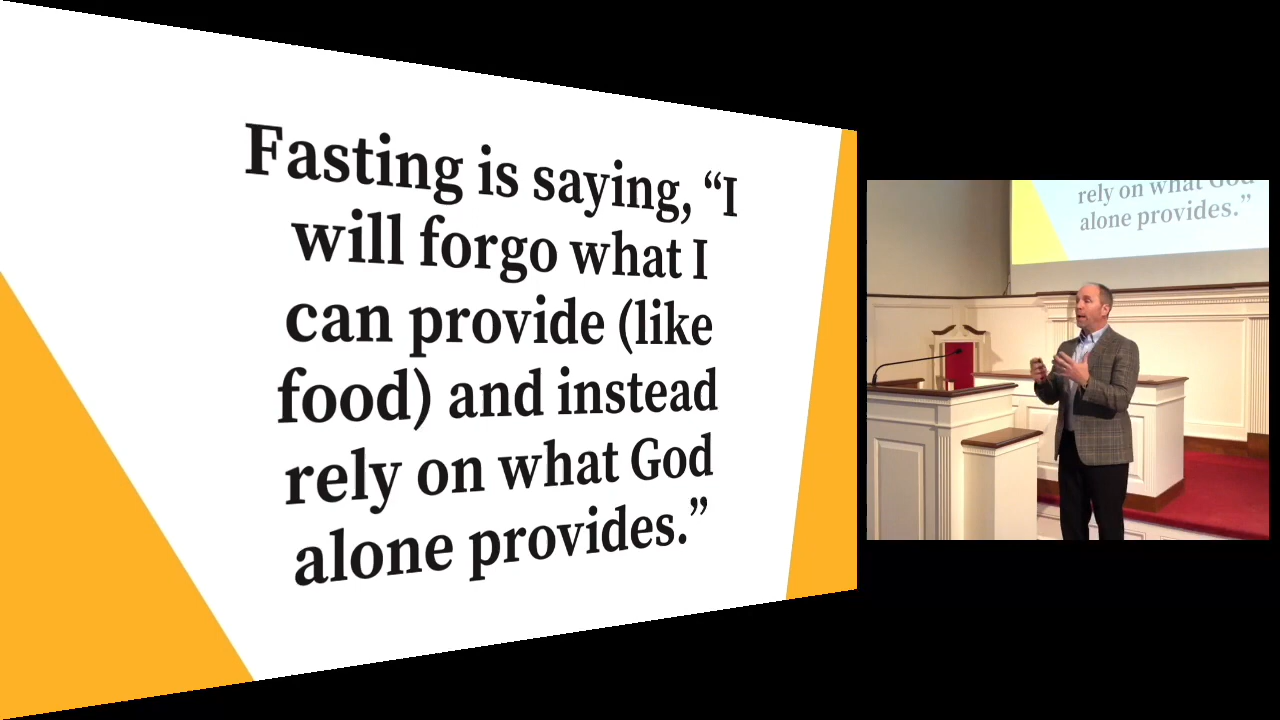 Fasting is saying, “I
will forgo what I
can provide (like
food) and instead
rely on what God
alone provides.”
rely on what God
alone provides.”